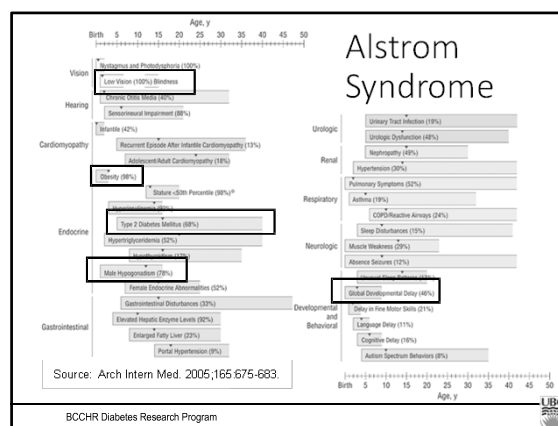 Age, y
Birth 5 10 15 20 25 30 35 40 45 50
Alstrom
Syndrome
Vision
Nystagmus and Photodysphoria (100%)
Low Vision (100%) Blindness
Hearing
Chronic Otitis Media (40%)
Sensorineural Impairment (88%)
Cardiomyopathy
Infantile (42%)
Recurrent Episode After Infantile Cardiomyopathy (13%)
Adolescent/Adult Cardiomyopathy (18%)
Endocrine
Obesity (98%)
Stature <50th Percentile (98%)
Type 2 Diabetes Mellitus (68%)
Hypertriglyceridemia (52%)
Male Hypogonadism (78%)
Female Endocrine Abnormalities (52%)
Gastrointestinal
Gastrointestinal Disturbances (33%)
Elevated Hepatic Enzyme Levels (92%)
Enlarged Fatty Liver (23%)
Portal Hypertension (9%)
Urologic
Urinary Tract Infection (19%)
Urologic Dysfunction (48%)
Renal
Nephropathy (49%)
Hypertension (30%)
Respiratory
Pulmonary Symptoms (52%)
Asthma (19%)
COPD/Reactive Airways (24%)
Neurologic
Sleep Disturbances (15%)
Muscle Weakness (29%)
Absence Seizures (12%)
Developmental
and
Behavioral
Global Developmental Delay (46%)
Delay in Fine Motor Skills (21%)
Language Delay (11%)
Cognitive Delay (16%)
Autism Spectrum Behaviors (8%)
Birth 5 10 15 20 25 30 35 40 45 50
Age, y
Source: Arch Intern Med. 2005;165:675-683.
BCCHR Diabetes Research Program
UBC